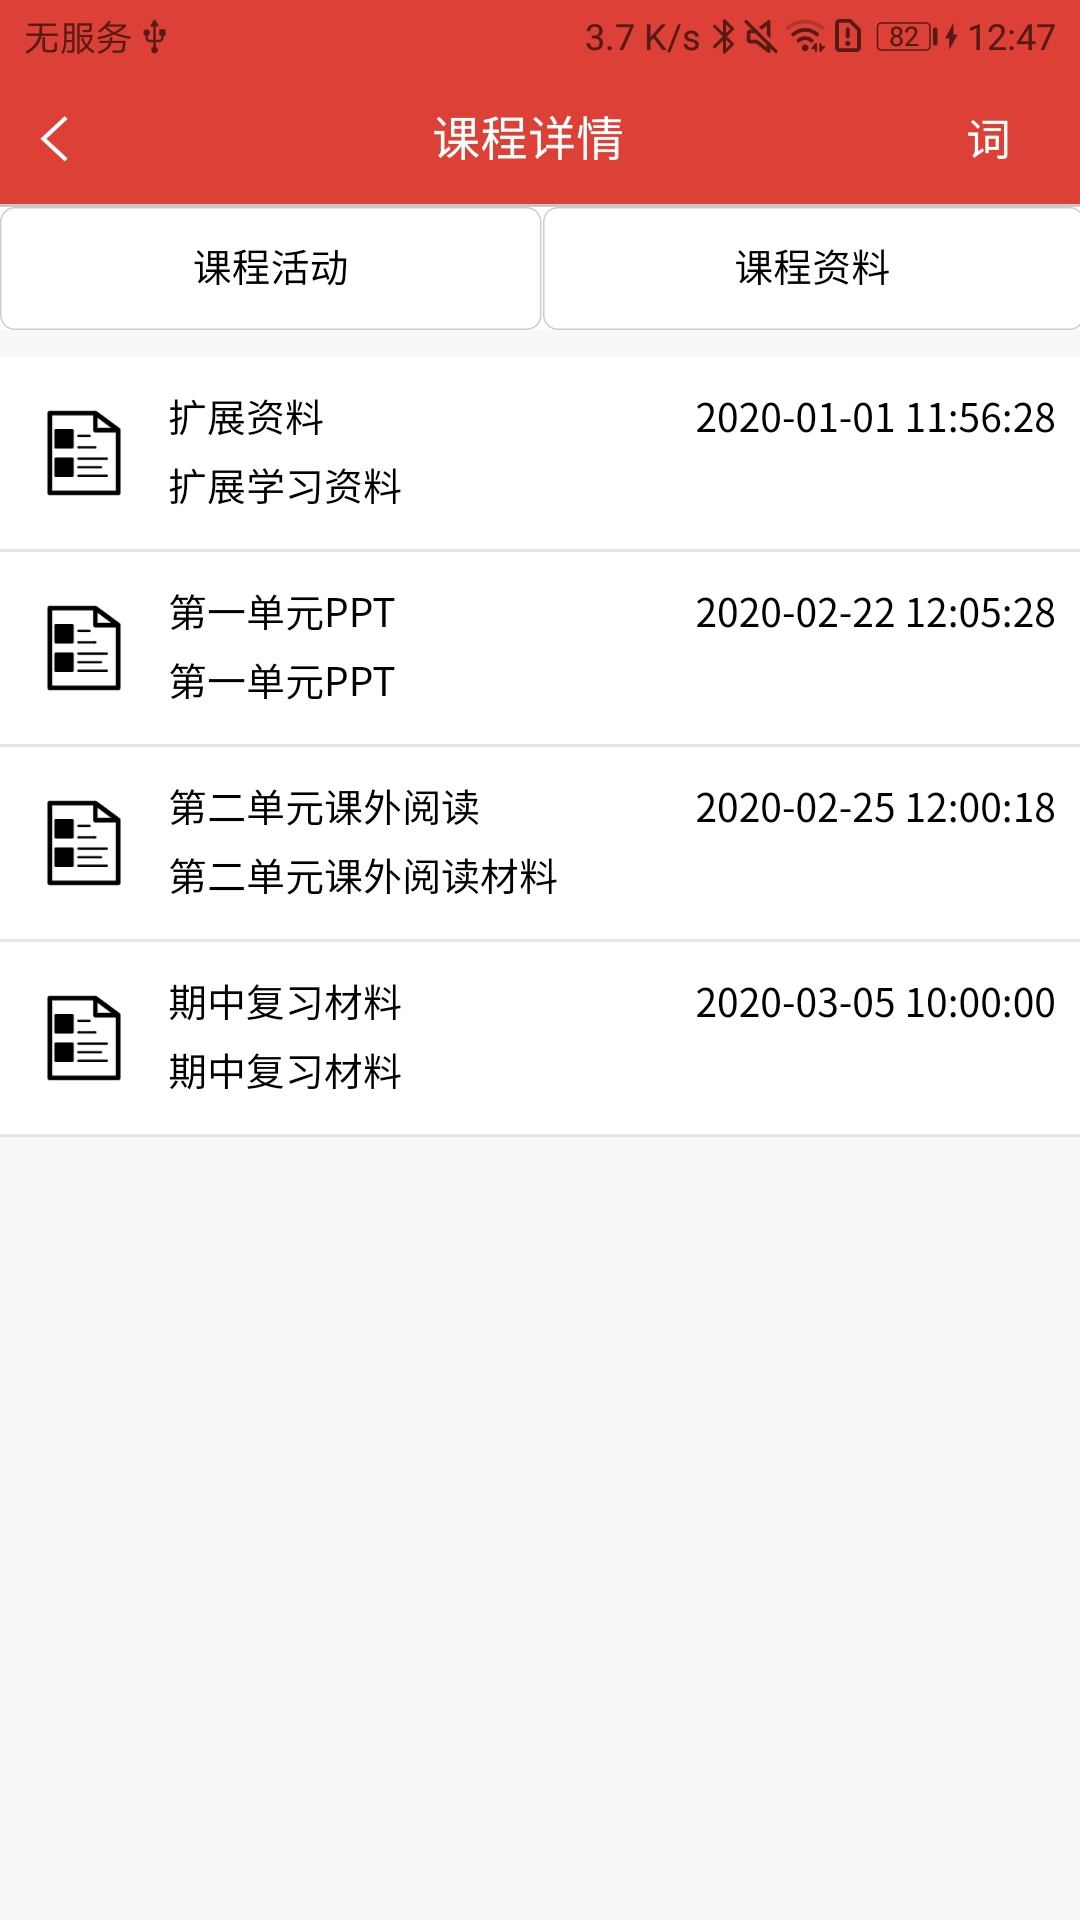 无服务 3.7 K/s 82 12:47
课程详情 词
课程活动 课程资料
扩展资料 2020-01-01 11:56:28
扩展学习资料
第一单元PPT 2020-02-22 12:05:28
第一单元PPT
第二单元课外阅读 2020-02-25 12:00:18
第二单元课外阅读材料
期中复习材料 2020-03-05 10:00:00
期中复习材料